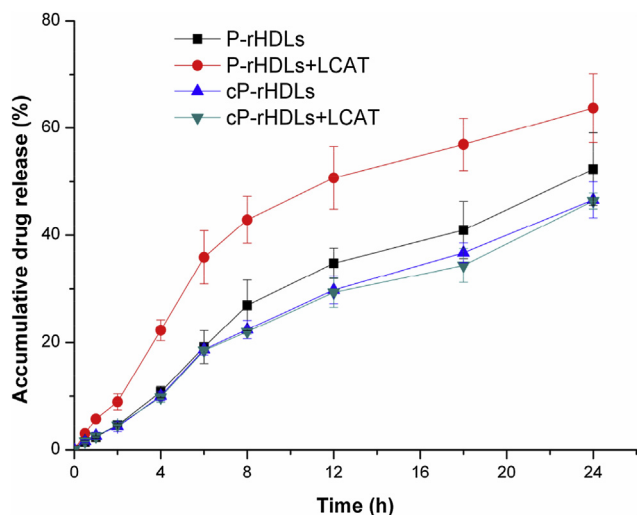 P-rHDLs
P-rHDLs+LCAT
cP-rHDLs
cP-rHDLs+LCAT
Accumulative drug release (%)
80
60
40
20
0
0 4 8 12 16 20 24
Time (h)